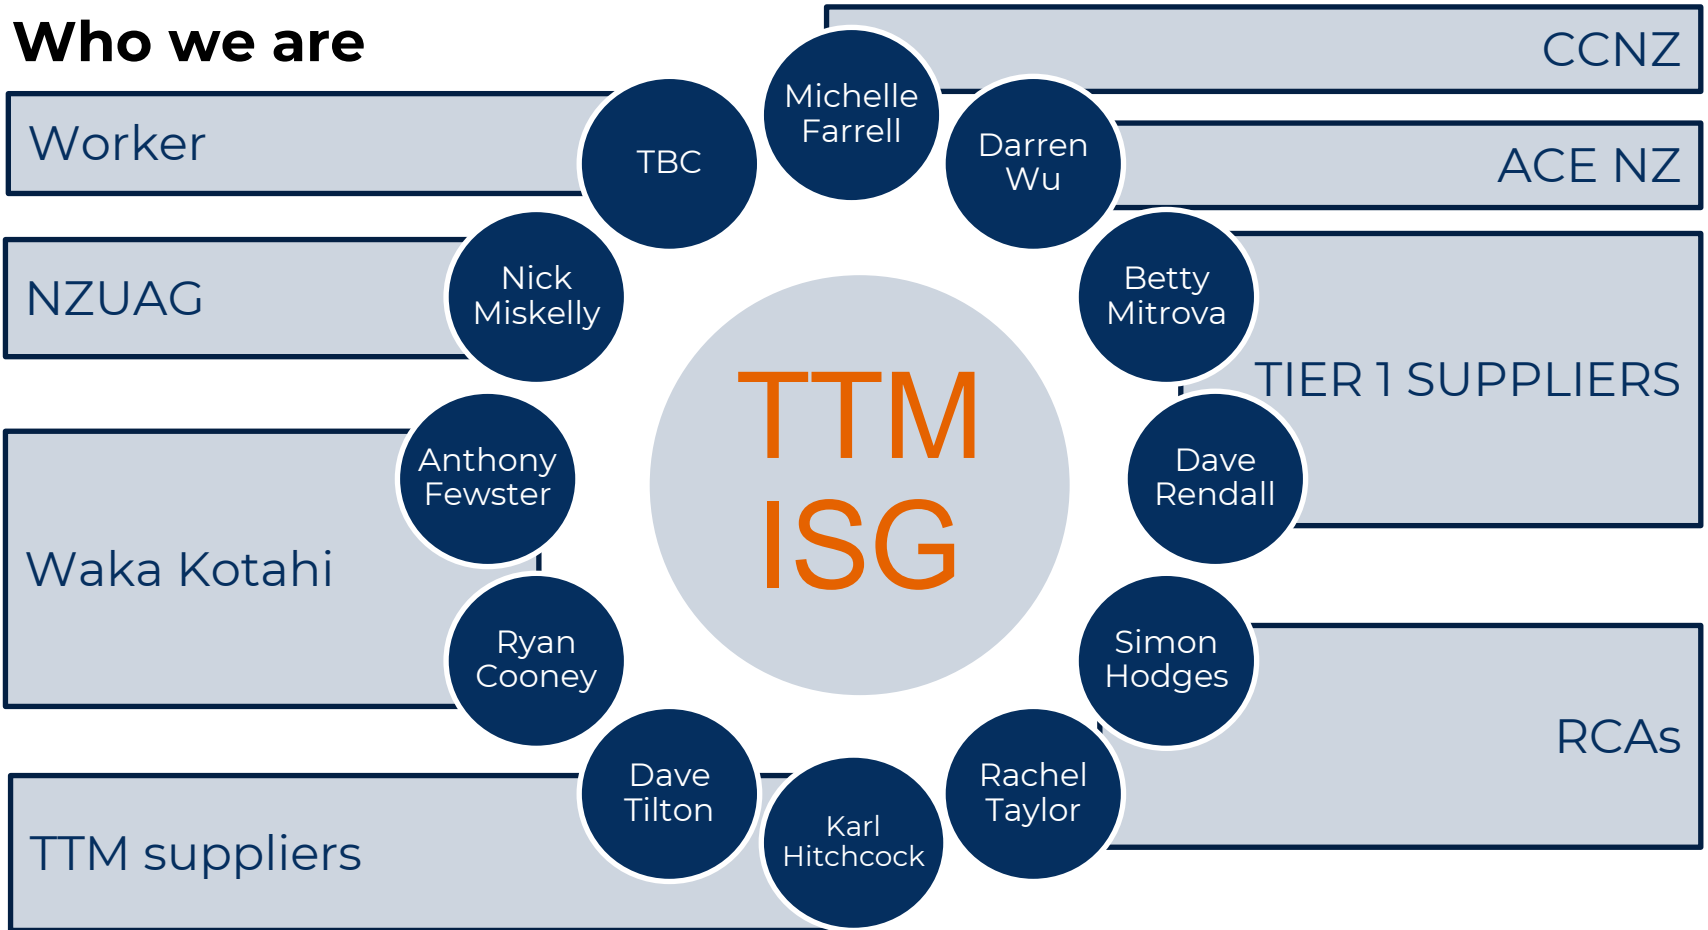 Who we are
CCNZ
Michelle
Farrell
Worker
TBC
Darren
Wu
ACE NZ
NZUAG
Nick
Miskelly
Betty
Mitrova
TIER 1 SUPPLIERS
TTM
ISG
Anthony
Fewster
Dave
Rendall
Waka Kotahi
Ryan
Cooney
Simon
Hodges
RCAs
Dave
Tilton
Rachel
Taylor
Karl
Hitchcock
TTM suppliers